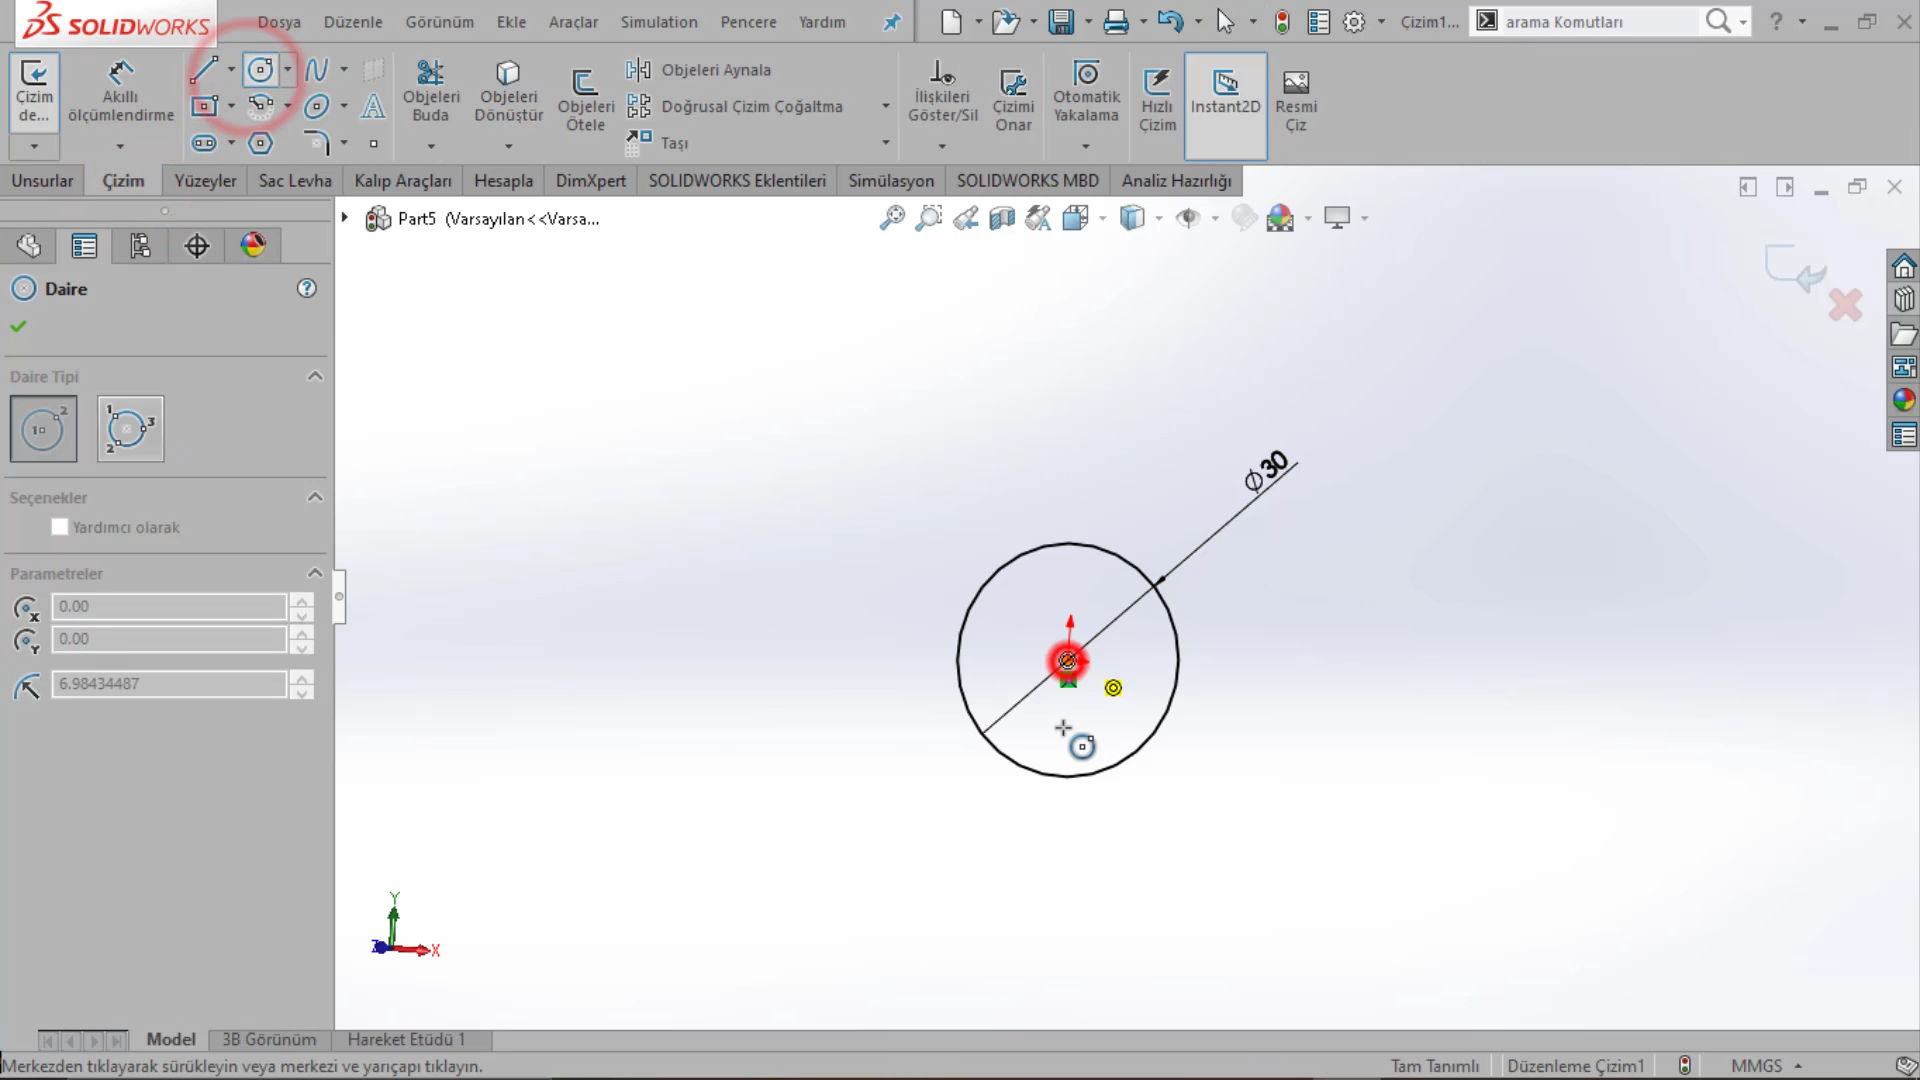 SOLIDWORKS
Dosya Düzenle Görünüm Ekle Araçlar Simulation Pencere Yardım
Çizim1...
arama Komutları
Çizim de...
Akıllı ölçümlendirme
Objeleri Buda
Objeleri Dönüştür
Objeleri Ötele
Objeleri Aynala
Doğrusal Çizim Çoğaltma
Taşı
İlişkileri Göster/Sil
Çizimi Onar
Otomatik Yakalama
Hızlı Çizim
Instant2D
Resmi Çiz
Unsurlar Çizim Yüzeyler Sac Levha Kalıp Araçları Hesapla DimXpert SOLIDWORKS Eklentileri Simülasyon SOLIDWORKS MBD Analiz Hazırlığı
Part5 (Varsayılan<<Varsa...
Daire
Daire Tipi
Seçenekler
Yardımcı olarak
Parametreler
0.00
0.00
6.98434487
∅30
Y
Z
X
Model 3B Görünüm Hareket Etüdü 1
Merkezden tıklayarak sürükleyin veya merkezi ve yarıçapı tıklayın.
Tam Tanımlı Düzenleme Çizim1 MMGS